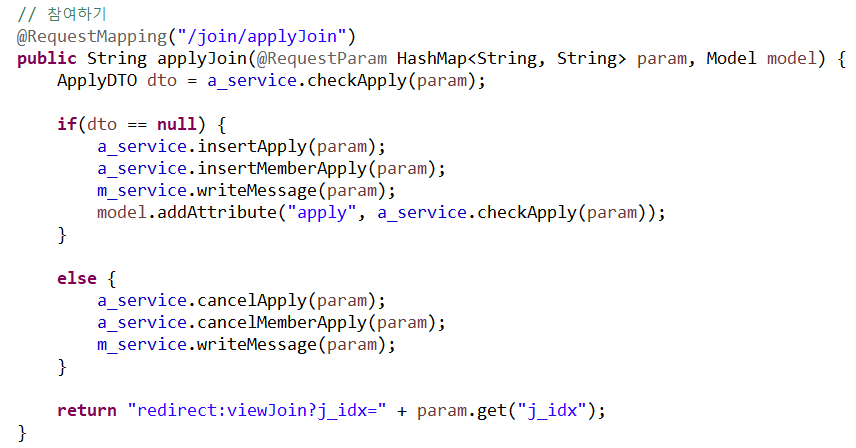 // 참여하기
@RequestMapping("/join/applyJoin")
public String applyJoin(@RequestParam HashMap<String, String> param, Model model) {
ApplyDTO dto = a_service.checkApply(param);
if(dto == null) {
a_service.insertApply(param);
a_service.insertMemberApply(param);
m_service.writeMessage(param);
model.addAttribute("apply", a_service.checkApply(param));
}
else {
a_service.cancelApply(param);
a_service.cancelMemberApply(param);
m_service.writeMessage(param);
}
return "redirect:viewJoin?j_idx=" + param.get("j_idx");
}